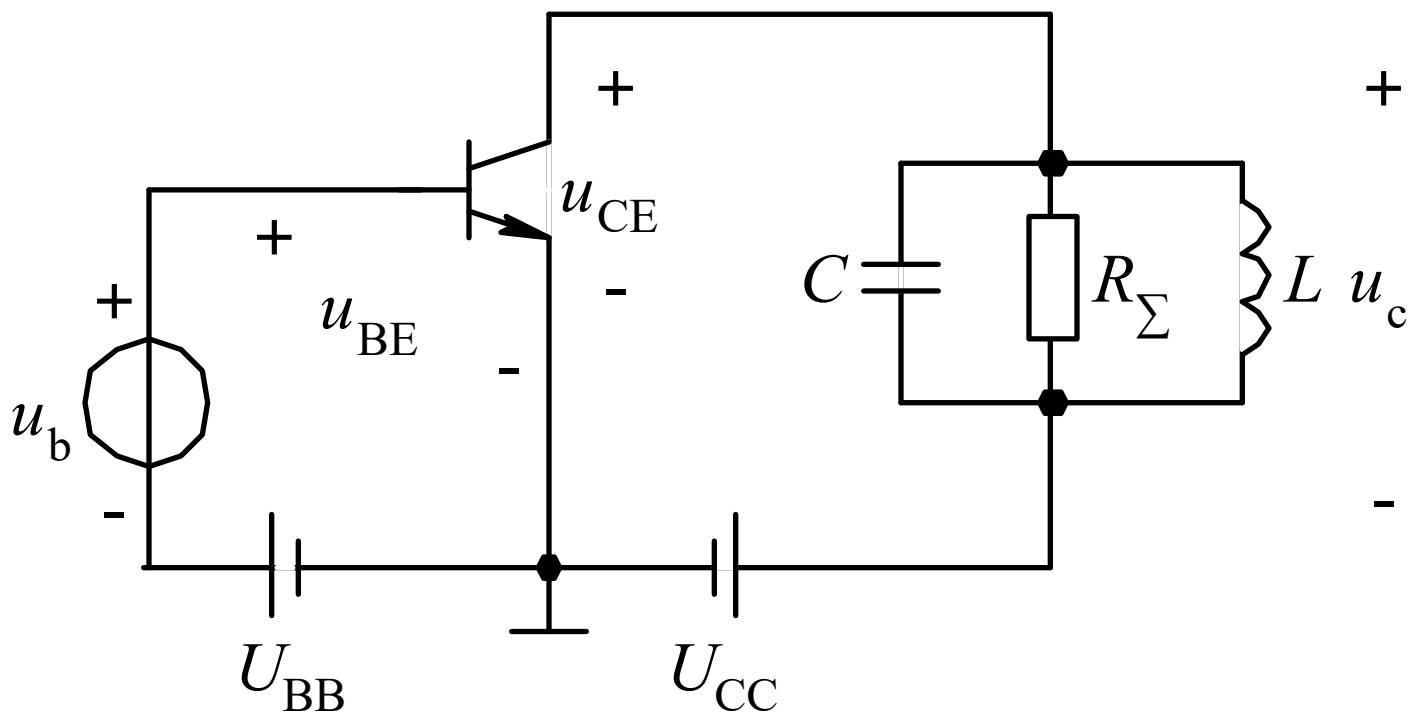 + +
u_CE
+
C R_Σ L u_c
+
u_BE
-
-
u_b
- -
U_BB U_CC